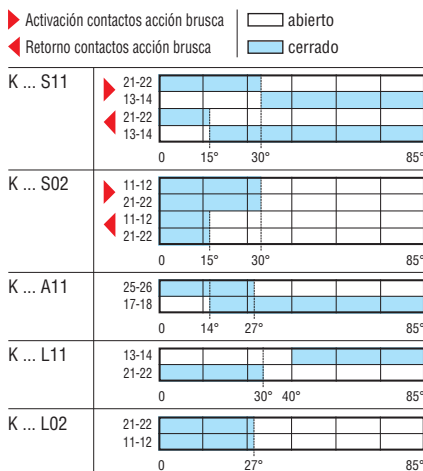 Activación contactos acción brusca abierto
Retorno contactos acción brusca cerrado
K ... S11
21-22
13-14
21-22
13-14
0 15° 30° 85°
K ... S02
11-12
21-22
11-12
21-22
0 15° 30° 85°
K ... A11
25-26
17-18
0 14° 27° 85°
K ... L11
13-14
21-22
0 30° 40° 85°
K ... L02
21-22
11-12
0 27° 85°